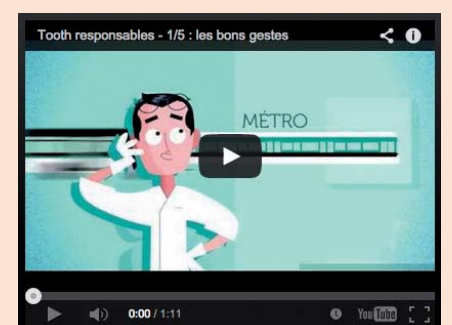 Tooth responsables - 1/5 : les bons gestes
MÉTRO
0:00 / 1:11
YouTube